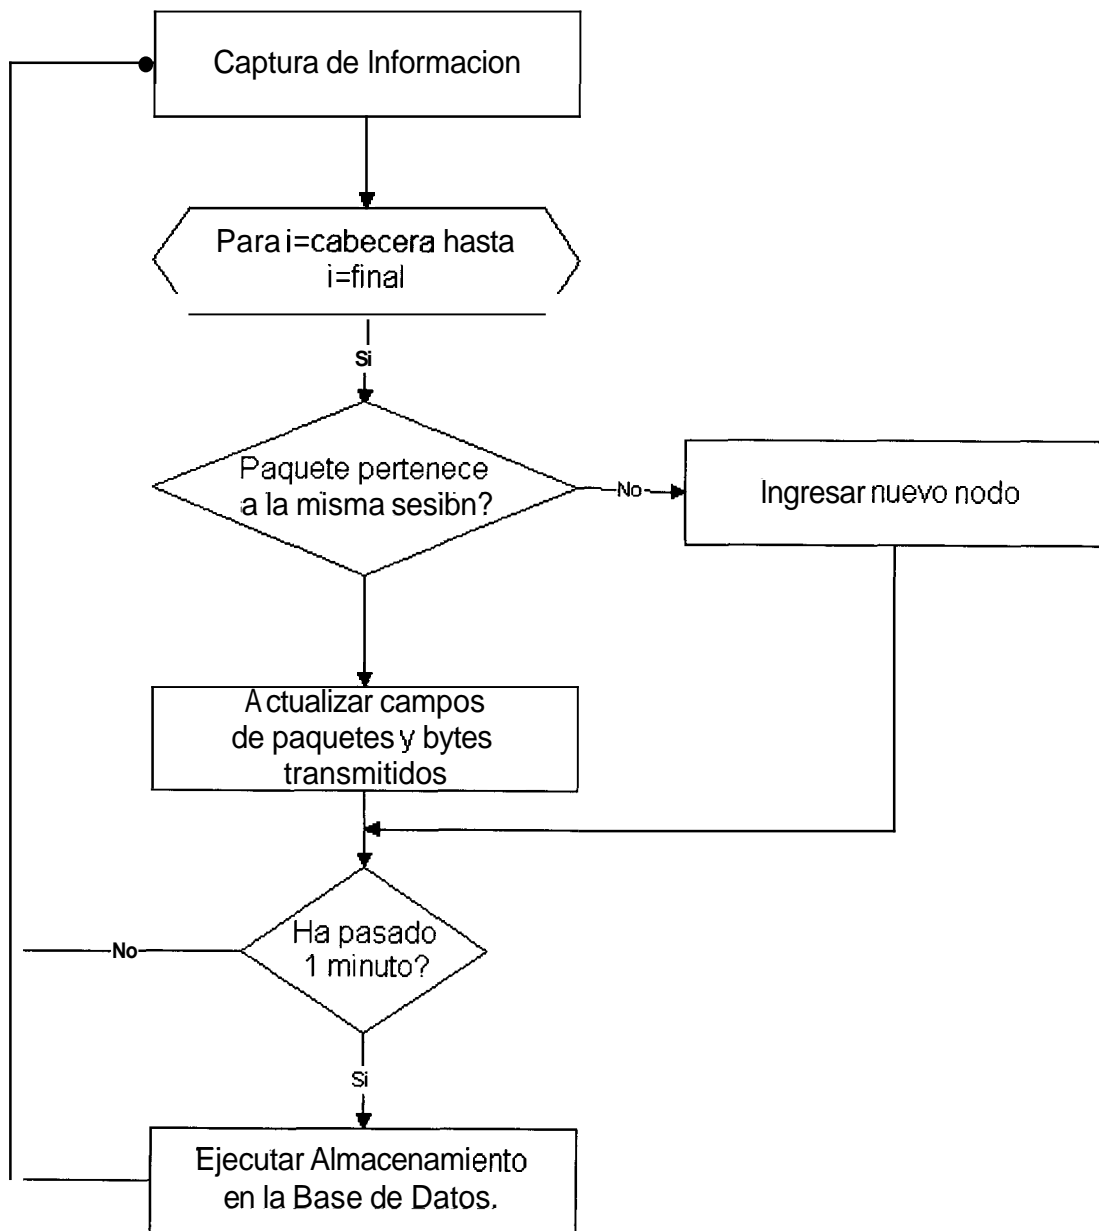 Captura de Informacion
Para i=cabecera hasta
i=final
Si
Paquete pertenece
a la misma sesibn?
No
Ingresar nuevo nodo
Actualizar campos
de paquetes y bytes
transmitidos
Ha pasado
1 minuto?
No
Si
Ejecutar Almacenamiento
en la Base de Datos.